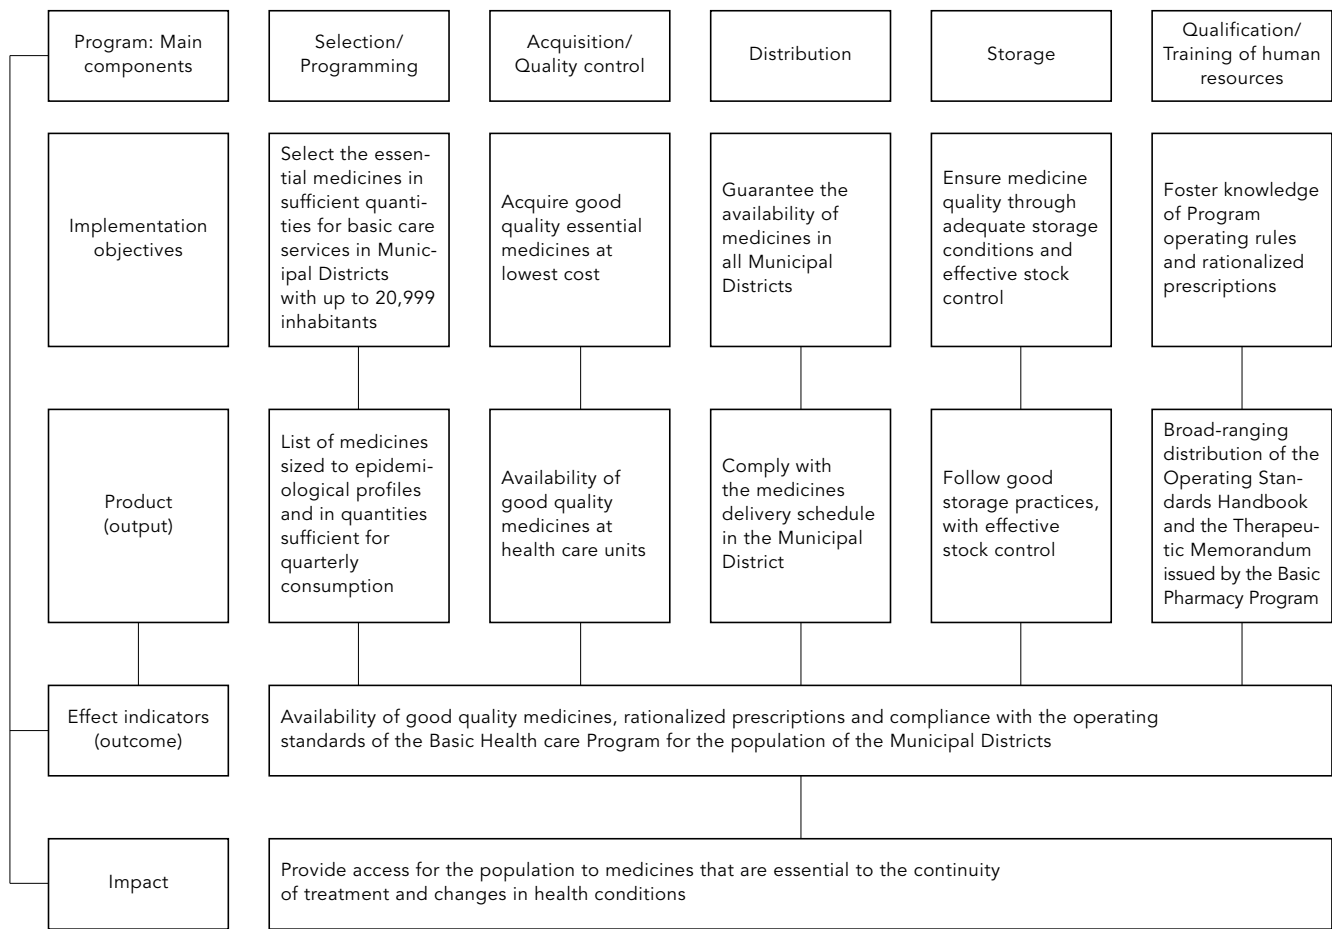 Program: Main
components
Selection/
Programming
Acquisition/
Quality control
Distribution
Storage
Qualification/
Training of human
resources
Implementation
objectives
Select the essen-
tial medicines in
sufficient quanti-
ties for basic care
services in Munic-
ipal Districts
with up to 20,999
inhabitants
Acquire good
quality essential
medicines at
lowest cost
Guarantee the
availability of
medicines in
all Municipal
Districts
Ensure medicine
quality through
adequate storage
conditions and
effective stock
control
Foster knowledge
of Program
operating rules
and rationalized
prescriptions
Product
(output)
List of medicines
sized to epidemi-
ological profiles
and in quantities
sufficient for
quarterly
consumption
Availability of
good quality
medicines at
health care units
Comply with
the medicines
delivery schedule
in the Municipal
District
Follow good
storage practices,
with effective
stock control
Broad-ranging
distribution of the
Operating Stan-
dards Handbook
and the Therapeu-
tic Memorandum
issued by the Basic
Pharmacy Program
Effect indicators
(outcome)
Availability of good quality medicines, rationalized prescriptions and compliance with the operating
standards of the Basic Health care Program for the population of the Municipal Districts
Impact
Provide access for the population to medicines that are essential to the continuity
of treatment and changes in health conditions